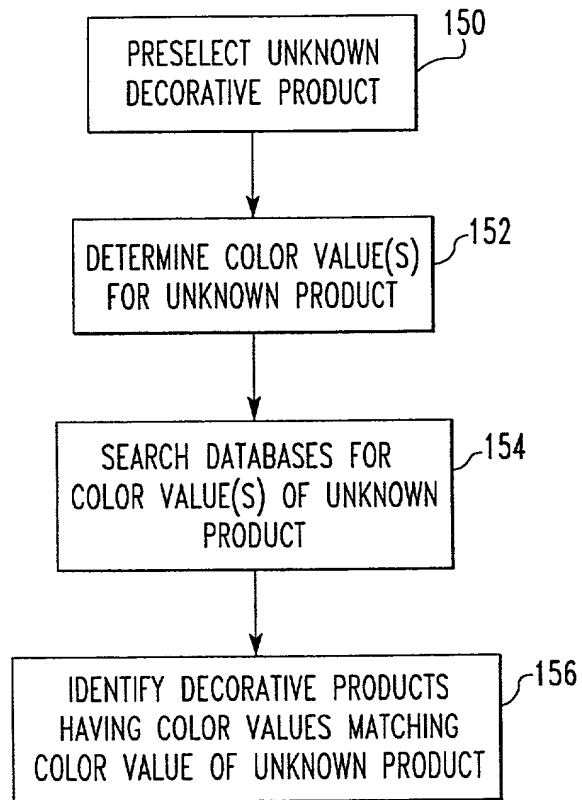 150
PRESELECT UNKNOWN
DECORATIVE PRODUCT
152
DETERMINE COLOR VALUE(S)
FOR UNKNOWN PRODUCT
154
SEARCH DATABASES FOR
COLOR VALUE(S) OF UNKNOWN
PRODUCT
156
IDENTIFY DECORATIVE PRODUCTS
HAVING COLOR VALUES MATCHING
COLOR VALUE OF UNKNOWN PRODUCT